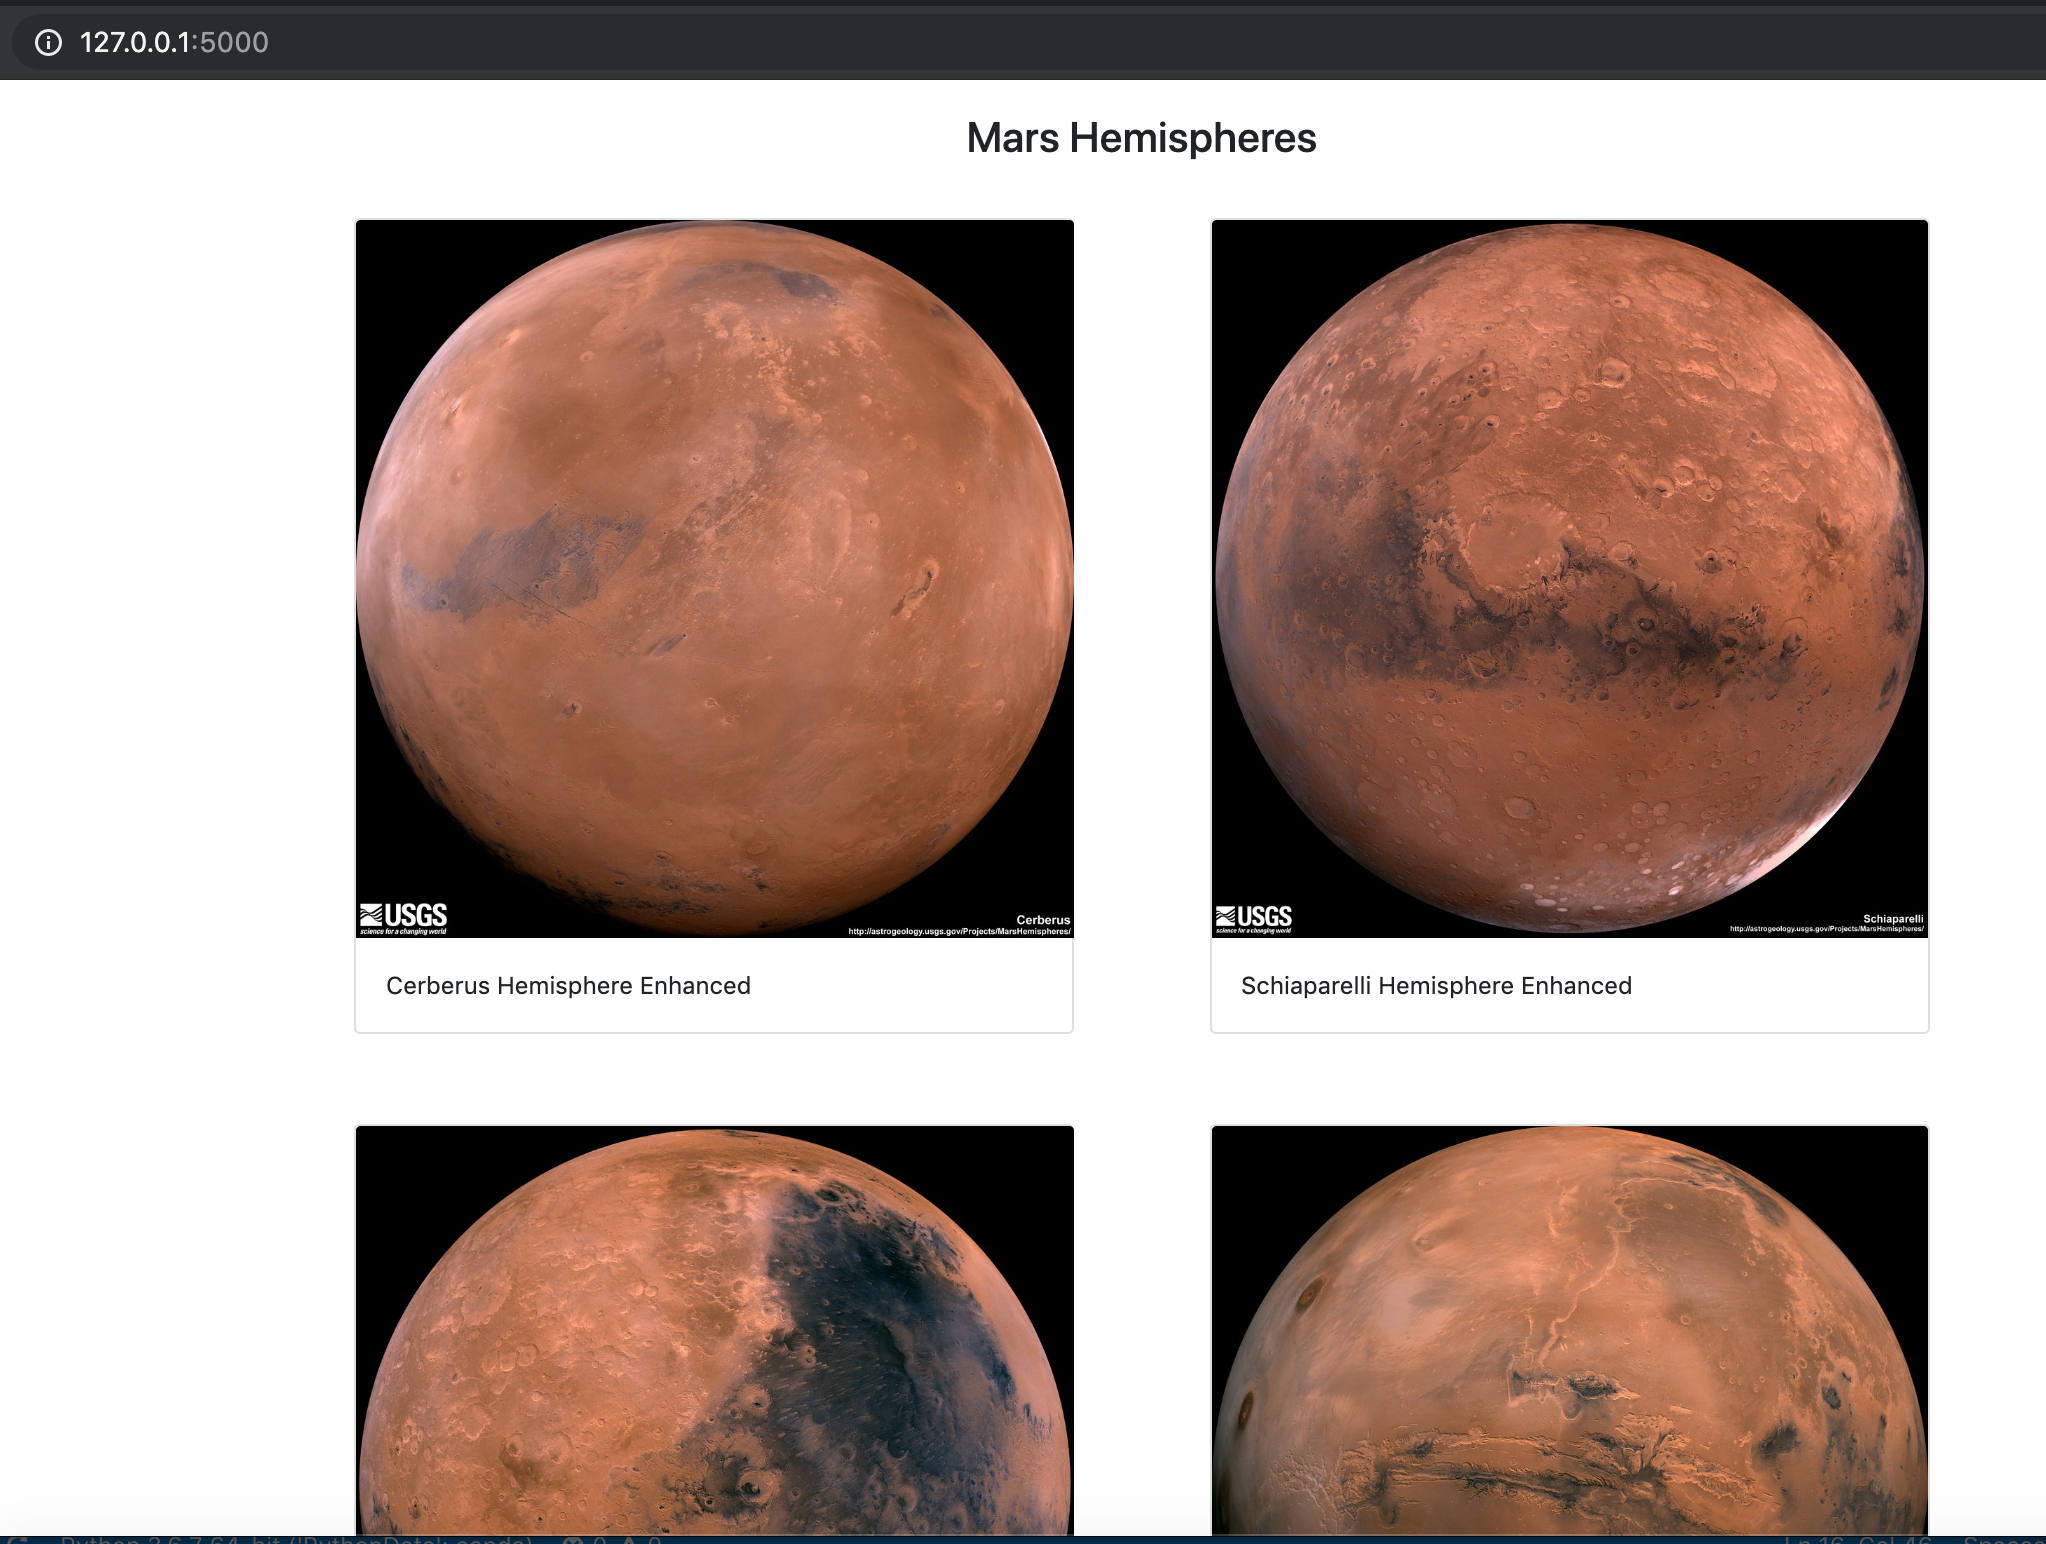 127.0.0.1:5000
Mars Hemispheres
USGS
science for a changing world
Cerberus
http://astrogeology.usgs.gov/Projects/MarsHemispheres/
USGS
science for a changing world
Schiaparelli
http://astrogeology.usgs.gov/Projects/MarsHemispheres/
Cerberus Hemisphere Enhanced
Schiaparelli Hemisphere Enhanced